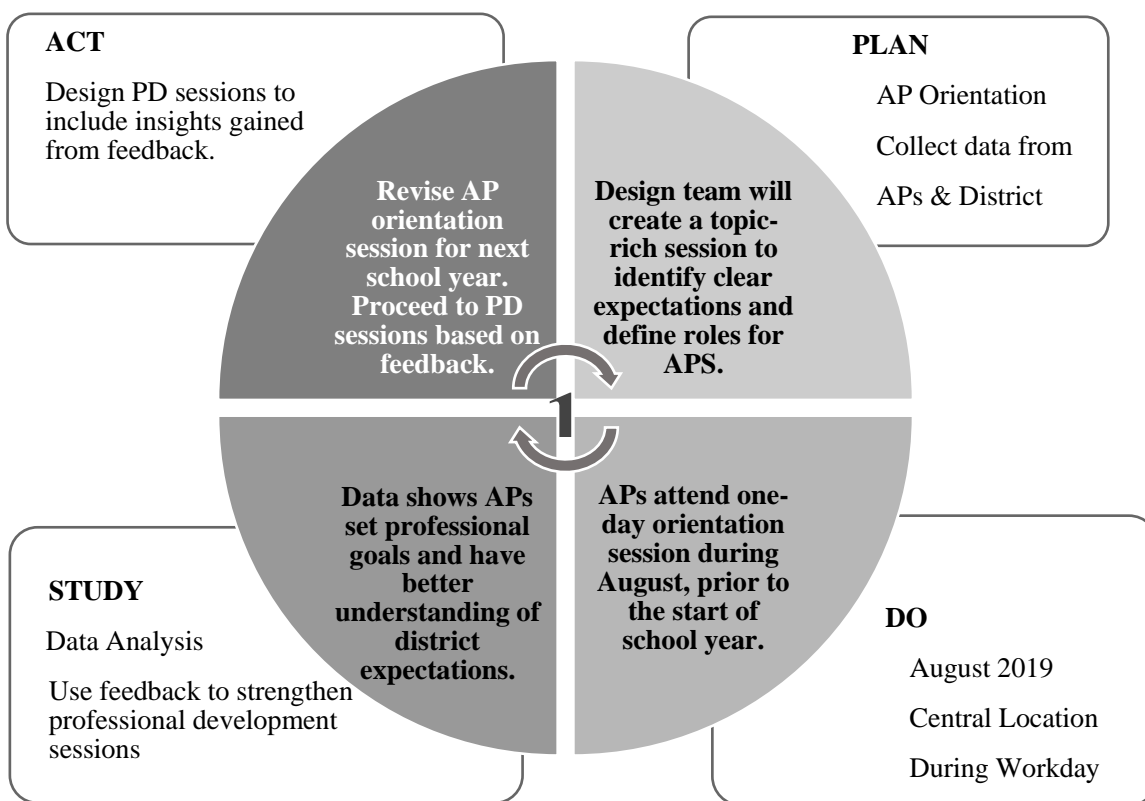 ACT
Design PD sessions to
include insights gained
from feedback.
PLAN
AP Orientation
Collect data from
APs & District
Revise AP
orientation
session for next
school year.
Proceed to PD
sessions based on
feedback.
Design team will
create a topic-
rich session to
identify clear
expectations and
define roles for
APS.
1
Data shows APs
set professional
goals and have
better
understanding of
district
expectations.
APs attend one-
day orientation
session during
August, prior to
the start of
school year.
STUDY
Data Analysis
Use feedback to strengthen
professional development
sessions
DO
August 2019
Central Location
During Workday